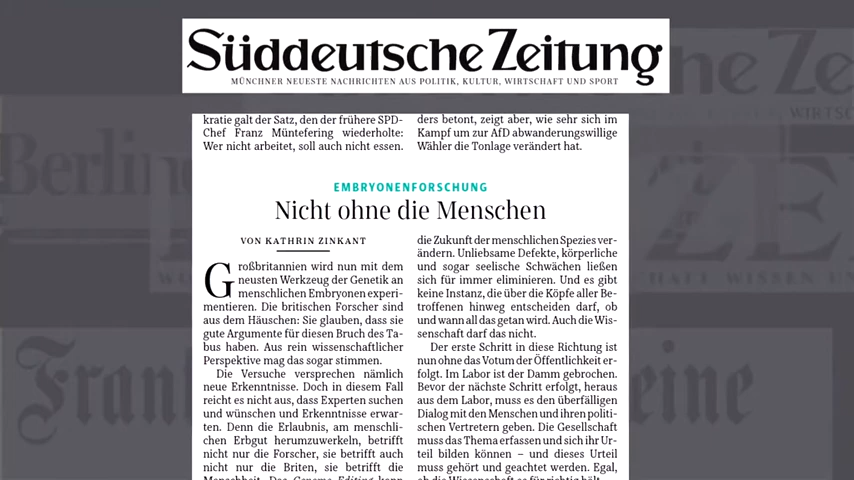 Süddeutsche Zeitung
MÜNCHNER NEUESTE NACHRICHTEN AUS POLITIK, KULTUR, WIRTSCHAFT UND SPORT
kratie galt der Satz, den der frühere SPD-
Chef Franz Müntefering wiederholte:
Wer nicht arbeitet, soll auch nicht essen.
ders betont, zeigt aber, wie sehr sich im
Kampf um zur AfD abwanderungswillige
Wähler die Tonlage verändert hat.
EMBRYONENFORSCHUNG
Nicht ohne die Menschen
VON KATHRIN ZINKANT
Großbritannien wird nun mit dem
neusten Werkzeug der Genetik an
menschlichen Embryonen experi-
mentieren. Die britischen Forscher sind
aus dem Häuschen: Sie glauben, dass sie
gute Argumente für diesen Bruch des Ta-
bus haben. Aus rein wissenschaftlicher
Perspektive mag das sogar stimmen.
Die Versuche versprechen nämlich
neue Erkenntnisse. Doch in diesem Fall
reicht es nicht aus, dass Experten suchen
und wünschen und Erkenntnisse erwar-
ten. Denn die Erlaubnis, am menschli-
chen Erbgut herumzuwerkeln, betrifft
nicht nur die Forscher, sie betrifft auch
nicht nur die Briten, sie betrifft die
Menschheit. Das Genome Editing kann
die Zukunft der menschlichen Spezies ver-
ändern. Unliebsame Defekte, körperliche
und sogar seelische Schwächen ließen
sich für immer eliminieren. Und es gibt
keine Instanz, die über die Köpfe aller Be-
troffenen hinweg entscheiden darf, ob
und wann all das getan wird. Auch die Wis-
senschaft darf das nicht.
Der erste Schritt in diese Richtung ist
nun ohne das Votum der Öffentlichkeit er-
folgt. Im Labor ist der Damm gebrochen.
Bevor der nächste Schritt erfolgt, heraus
aus dem Labor, muss es den überfälligen
Dialog mit den Menschen und ihren politi-
schen Vertretern geben. Die Gesellschaft
muss das Thema erfassen und sich ihr Ur-
teil bilden können – und dieses Urteil
muss gehört und geachtet werden. Egal,
ob die Wissenschaft es für richtig hält.